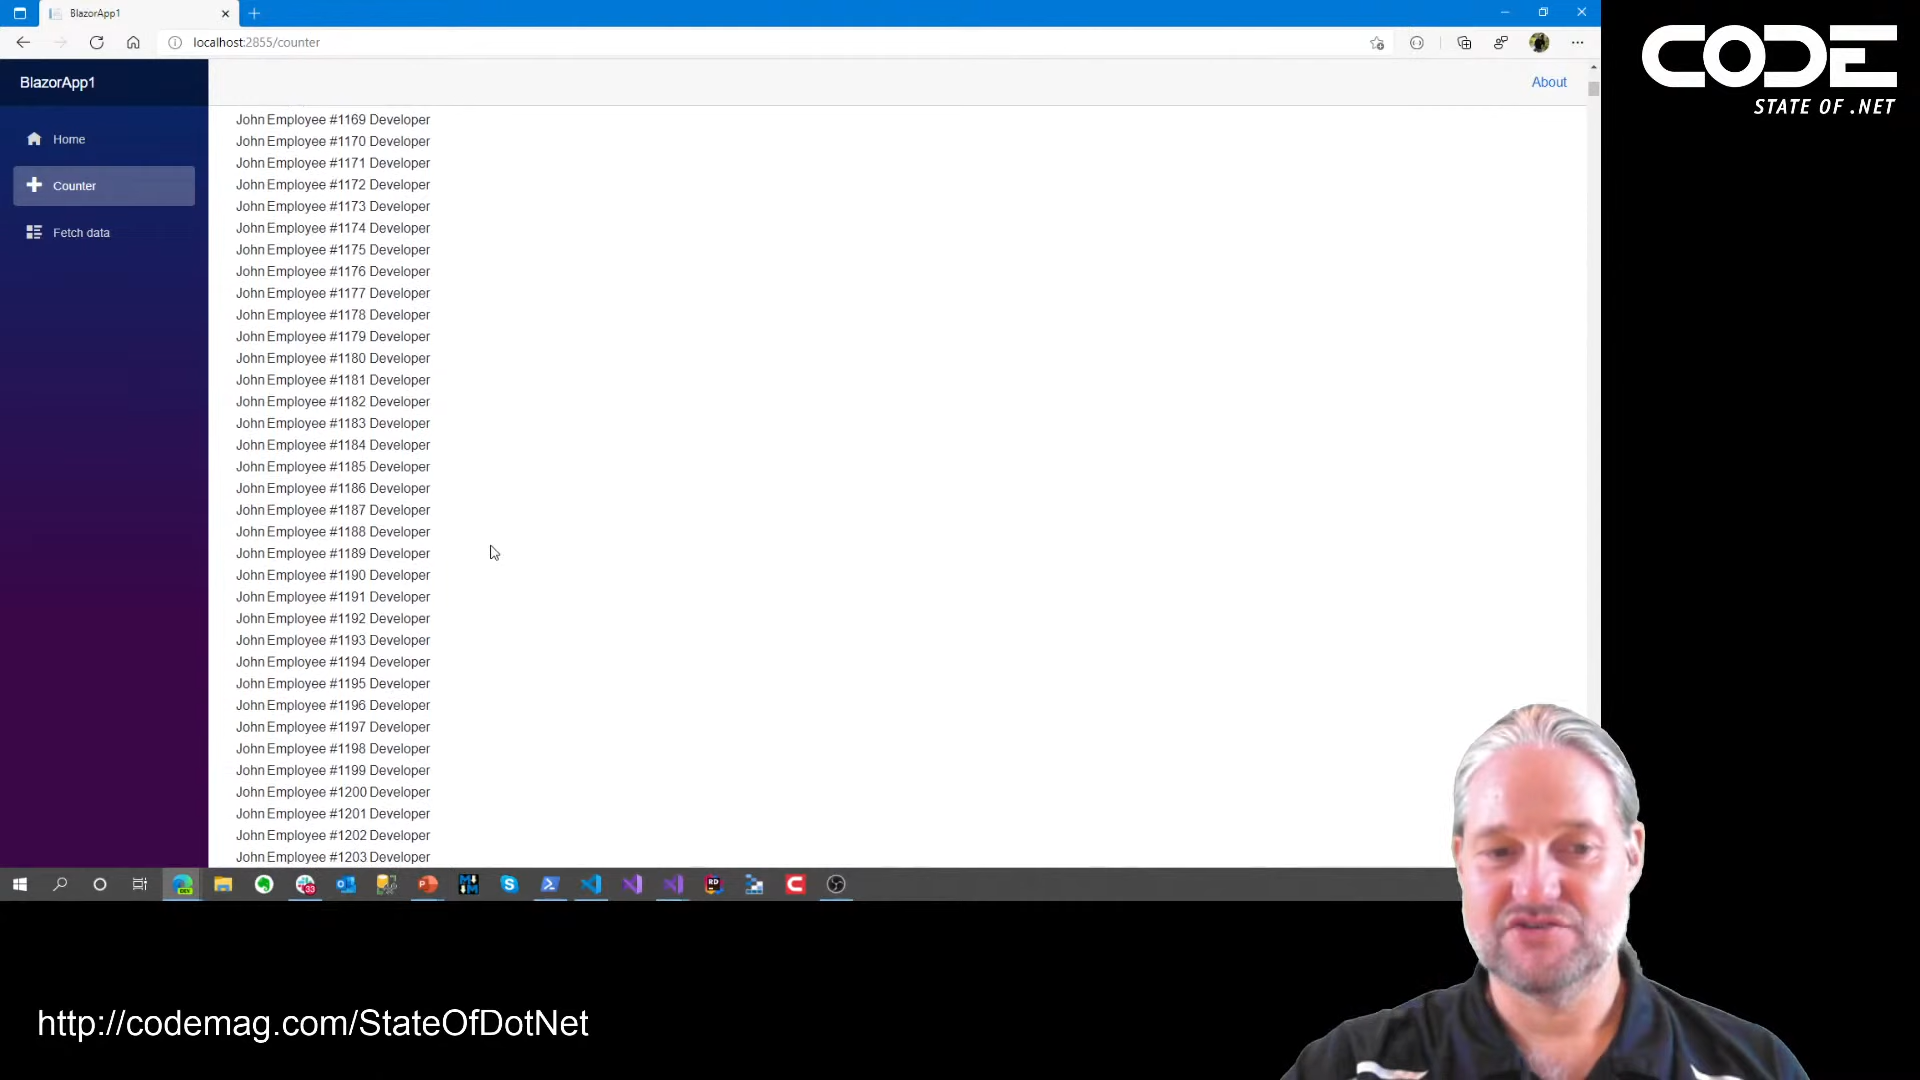 BlazorApp1
localhost:2855/counter
BlazorApp1
About
Home
Counter
Fetch data
John Employee #1169 Developer
John Employee #1170 Developer
John Employee #1171 Developer
John Employee #1172 Developer
John Employee #1173 Developer
John Employee #1174 Developer
John Employee #1175 Developer
John Employee #1176 Developer
John Employee #1177 Developer
John Employee #1178 Developer
John Employee #1179 Developer
John Employee #1180 Developer
John Employee #1181 Developer
John Employee #1182 Developer
John Employee #1183 Developer
John Employee #1184 Developer
John Employee #1185 Developer
John Employee #1186 Developer
John Employee #1187 Developer
John Employee #1188 Developer
John Employee #1189 Developer
John Employee #1190 Developer
John Employee #1191 Developer
John Employee #1192 Developer
John Employee #1193 Developer
John Employee #1194 Developer
John Employee #1195 Developer
John Employee #1196 Developer
John Employee #1197 Developer
John Employee #1198 Developer
John Employee #1199 Developer
John Employee #1200 Developer
John Employee #1201 Developer
John Employee #1202 Developer
John Employee #1203 Developer
CODE
STATE OF .NET
http://codemag.com/StateOfDotNet